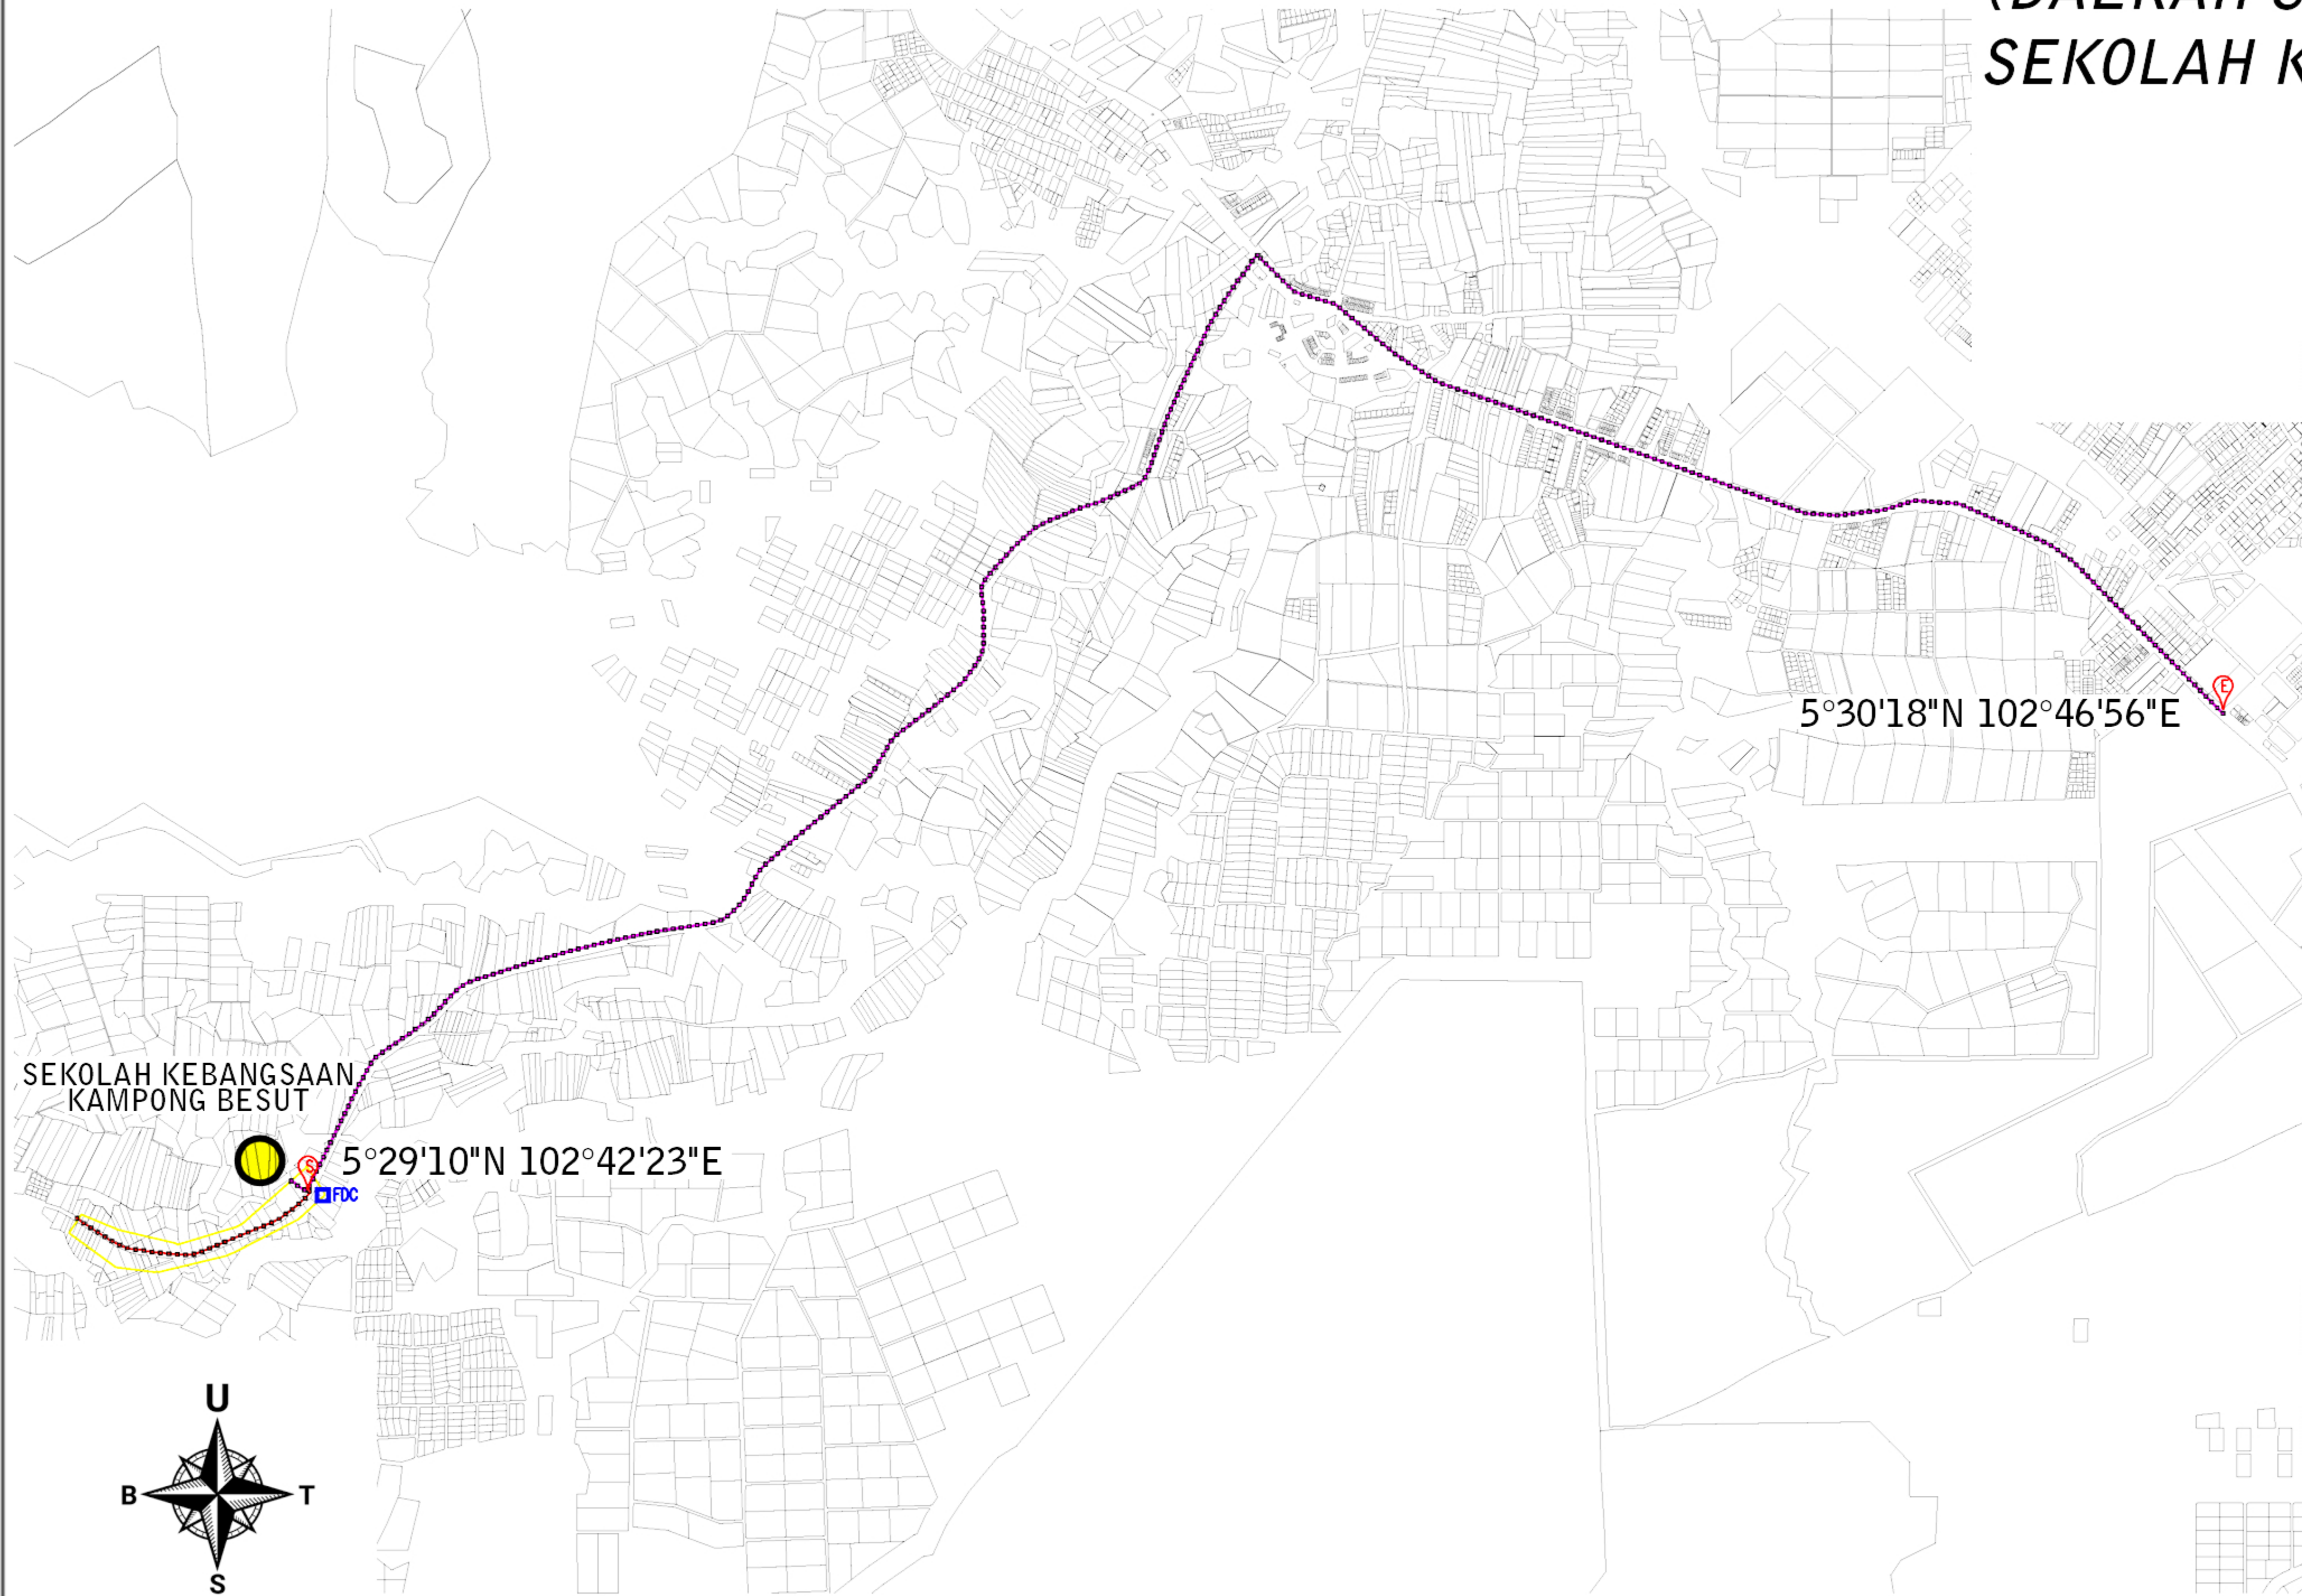 SEKOLAH K
E
5°30'18"N 102°46'56"E
SEKOLAH KEBANGSAAN
KAMPONG BESUT
S
5°29'10"N 102°42'23"E
FDC
U
B
T
S